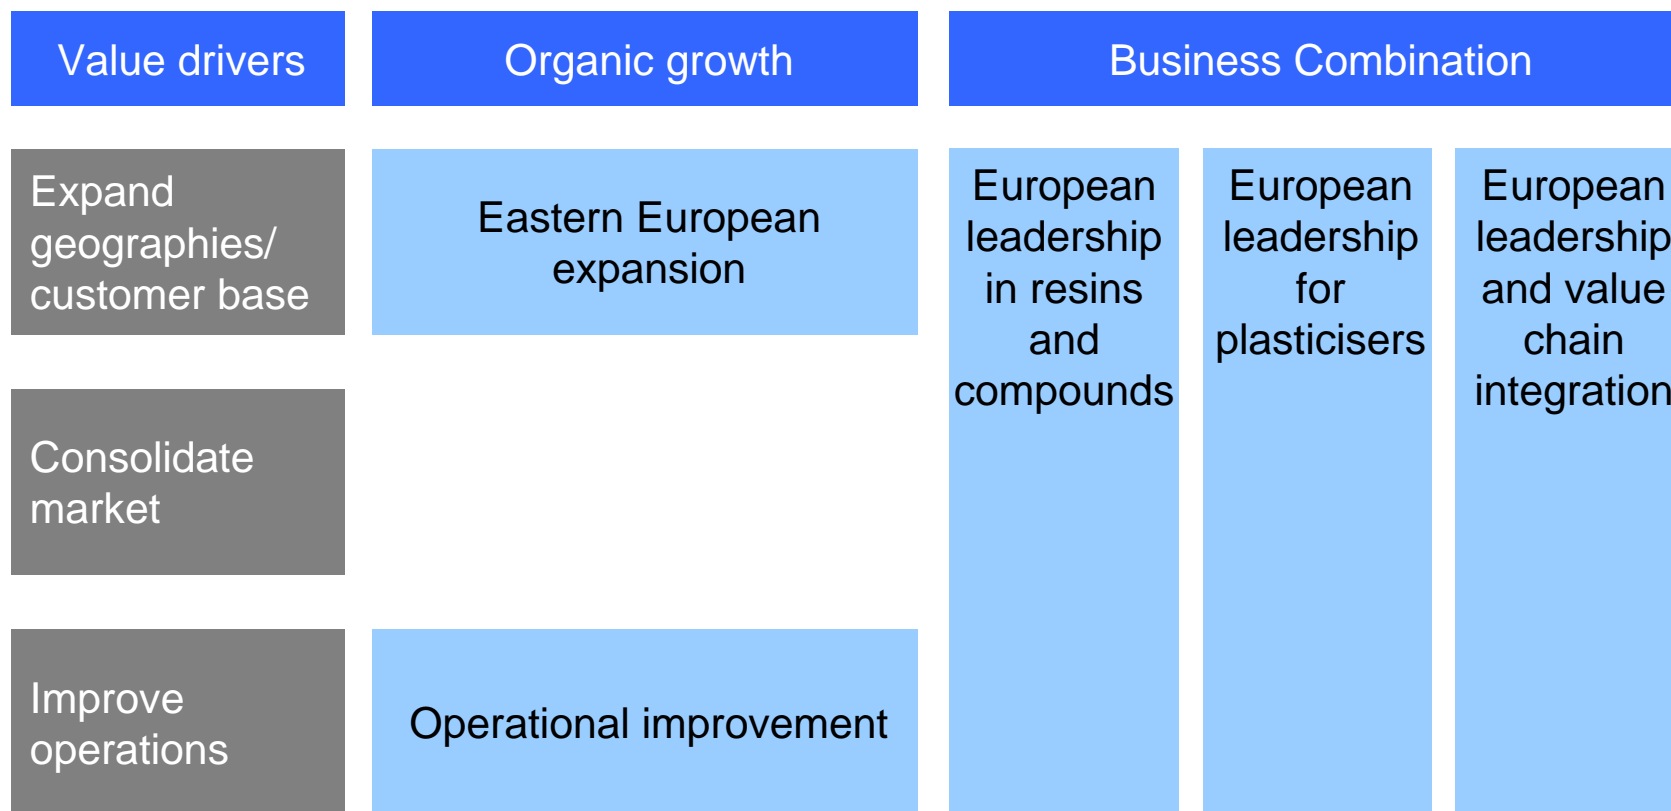 Value drivers
Organic growth
Business Combination
Expand
geographies/
customer base
Eastern European
expansion
European
leadership
in resins
and
compounds
European
leadership
for
plasticisers
European
leadership
and value
chain
integration
Consolidate
market
Improve
operations
Operational improvement